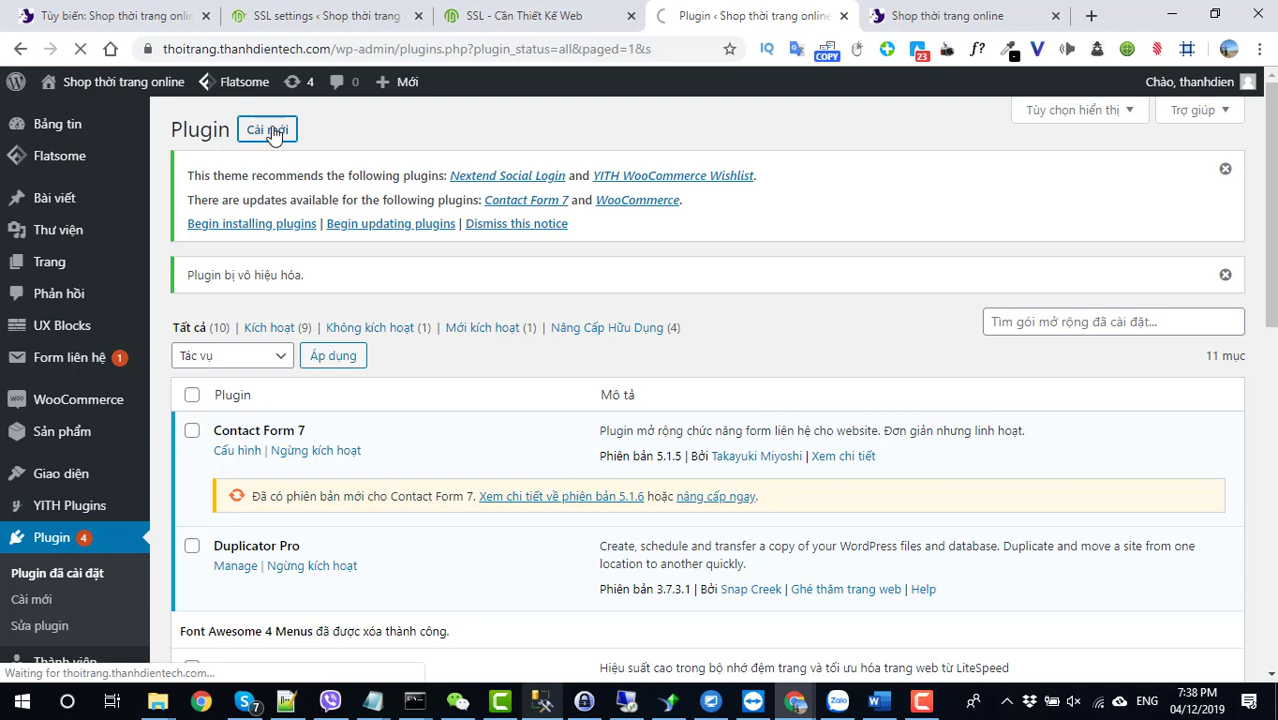 Tùy biến: Shop thời trang onlin
SSL settings ‹ Shop thời trang
SSL - Căn Thiết Kế Web
Plugin ‹ Shop thời trang online
Shop thời trang online
thoitrang.thanhdientech.com/wp-admin/plugins.php?plugin_status=all&paged=1&s
COPY
23
f?
Shop thời trang online
Flatsome
4
0
Mới
Chào, thanhdien
Bảng tin
Flatsome
Bài viết
Thư viện
Trang
Phản hồi
UX Blocks
Form liên hệ 1
WooCommerce
Sản phẩm
Giao diện
YITH Plugins
Plugin 4
Plugin đã cài đặt
Cài mới
Sửa plugin
Thành viên
Tùy chọn hiển thị
Trợ giúp
Plugin
Cài mới
This theme recommends the following plugins: Nextend Social Login and YITH WooCommerce Wishlist.
There are updates available for the following plugins: Contact Form 7 and WooCommerce.
Begin installing plugins | Begin updating plugins | Dismiss this notice
Plugin bị vô hiệu hóa.
Tất cả (10) | Kích hoạt (9) | Không kích hoạt (1) | Mới kích hoạt (1) | Nâng Cấp Hữu Dụng (4)
Tìm gói mở rộng đã cài đặt...
Tác vụ
Áp dụng
11 mục
Plugin
Mô tả
Contact Form 7
Cấu hình | Ngừng kích hoạt
Plugin mở rộng chức năng form liên hệ cho website. Đơn giản nhưng linh hoạt.
Phiên bản 5.1.5 | Bởi Takayuki Miyoshi | Xem chi tiết
Đã có phiên bản mới cho Contact Form 7. Xem chi tiết về phiên bản 5.1.6 hoặc nâng cấp ngay.
Duplicator Pro
Manage | Ngừng kích hoạt
Create, schedule and transfer a copy of your WordPress files and database. Duplicate and move a site from one
location to another quickly.
Phiên bản 3.7.3.1 | Bởi Snap Creek | Ghé thăm trang web | Help
Font Awesome 4 Menus đã được xóa thành công.
Hiệu suất cao trong bộ nhớ đệm trang và tối ưu hóa trang web từ LiteSpeed
Waiting for thoitrang.thanhdientech.com...
7
Zalo
ENG
7:38 PM
04/12/2019